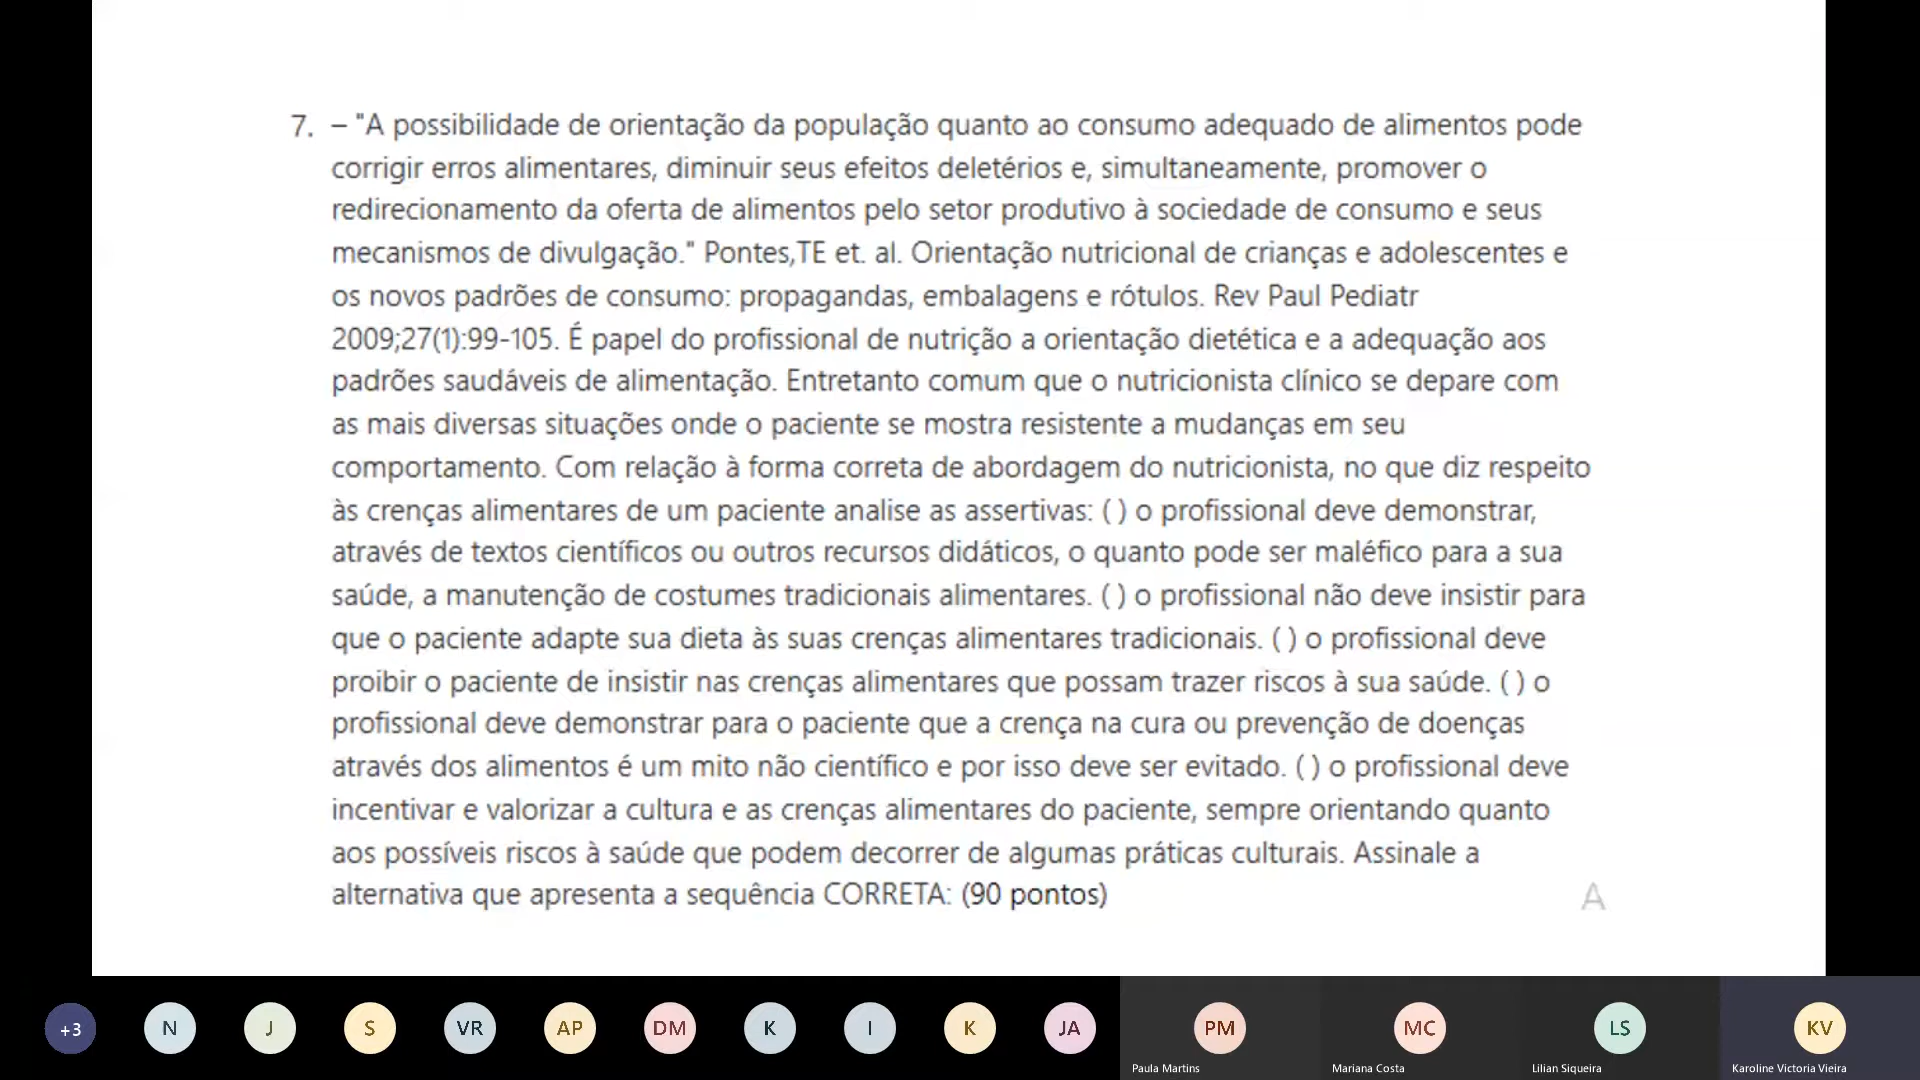 7. – "A possibilidade de orientação da população quanto ao consumo adequado de alimentos pode
corrigir erros alimentares, diminuir seus efeitos deletérios e, simultaneamente, promover o
redirecionamento da oferta de alimentos pelo setor produtivo à sociedade de consumo e seus
mecanismos de divulgação." Pontes,TE et. al. Orientação nutricional de crianças e adolescentes e
os novos padrões de consumo: propagandas, embalagens e rótulos. Rev Paul Pediatr
2009;27(1):99-105. É papel do profissional de nutrição a orientação dietética e a adequação aos
padrões saudáveis de alimentação. Entretanto comum que o nutricionista clínico se depare com
as mais diversas situações onde o paciente se mostra resistente a mudanças em seu
comportamento. Com relação à forma correta de abordagem do nutricionista, no que diz respeito
às crenças alimentares de um paciente analise as assertivas: ( ) o profissional deve demonstrar,
através de textos científicos ou outros recursos didáticos, o quanto pode ser maléfico para a sua
saúde, a manutenção de costumes tradicionais alimentares. ( ) o profissional não deve insistir para
que o paciente adapte sua dieta às suas crenças alimentares tradicionais. ( ) o profissional deve
proibir o paciente de insistir nas crenças alimentares que possam trazer riscos à sua saúde. ( ) o
profissional deve demonstrar para o paciente que a crença na cura ou prevenção de doenças
através dos alimentos é um mito não científico e por isso deve ser evitado. ( ) o profissional deve
incentivar e valorizar a cultura e as crenças alimentares do paciente, sempre orientando quanto
aos possíveis riscos à saúde que podem decorrer de algumas práticas culturais. Assinale a
alternativa que apresenta a sequência CORRETA: (90 pontos)
A
+3 N J S VR AP DM K I K JA PM MC LS KV
Paula Martins Mariana Costa Lilian Siqueira Karoline Victoria Vieira